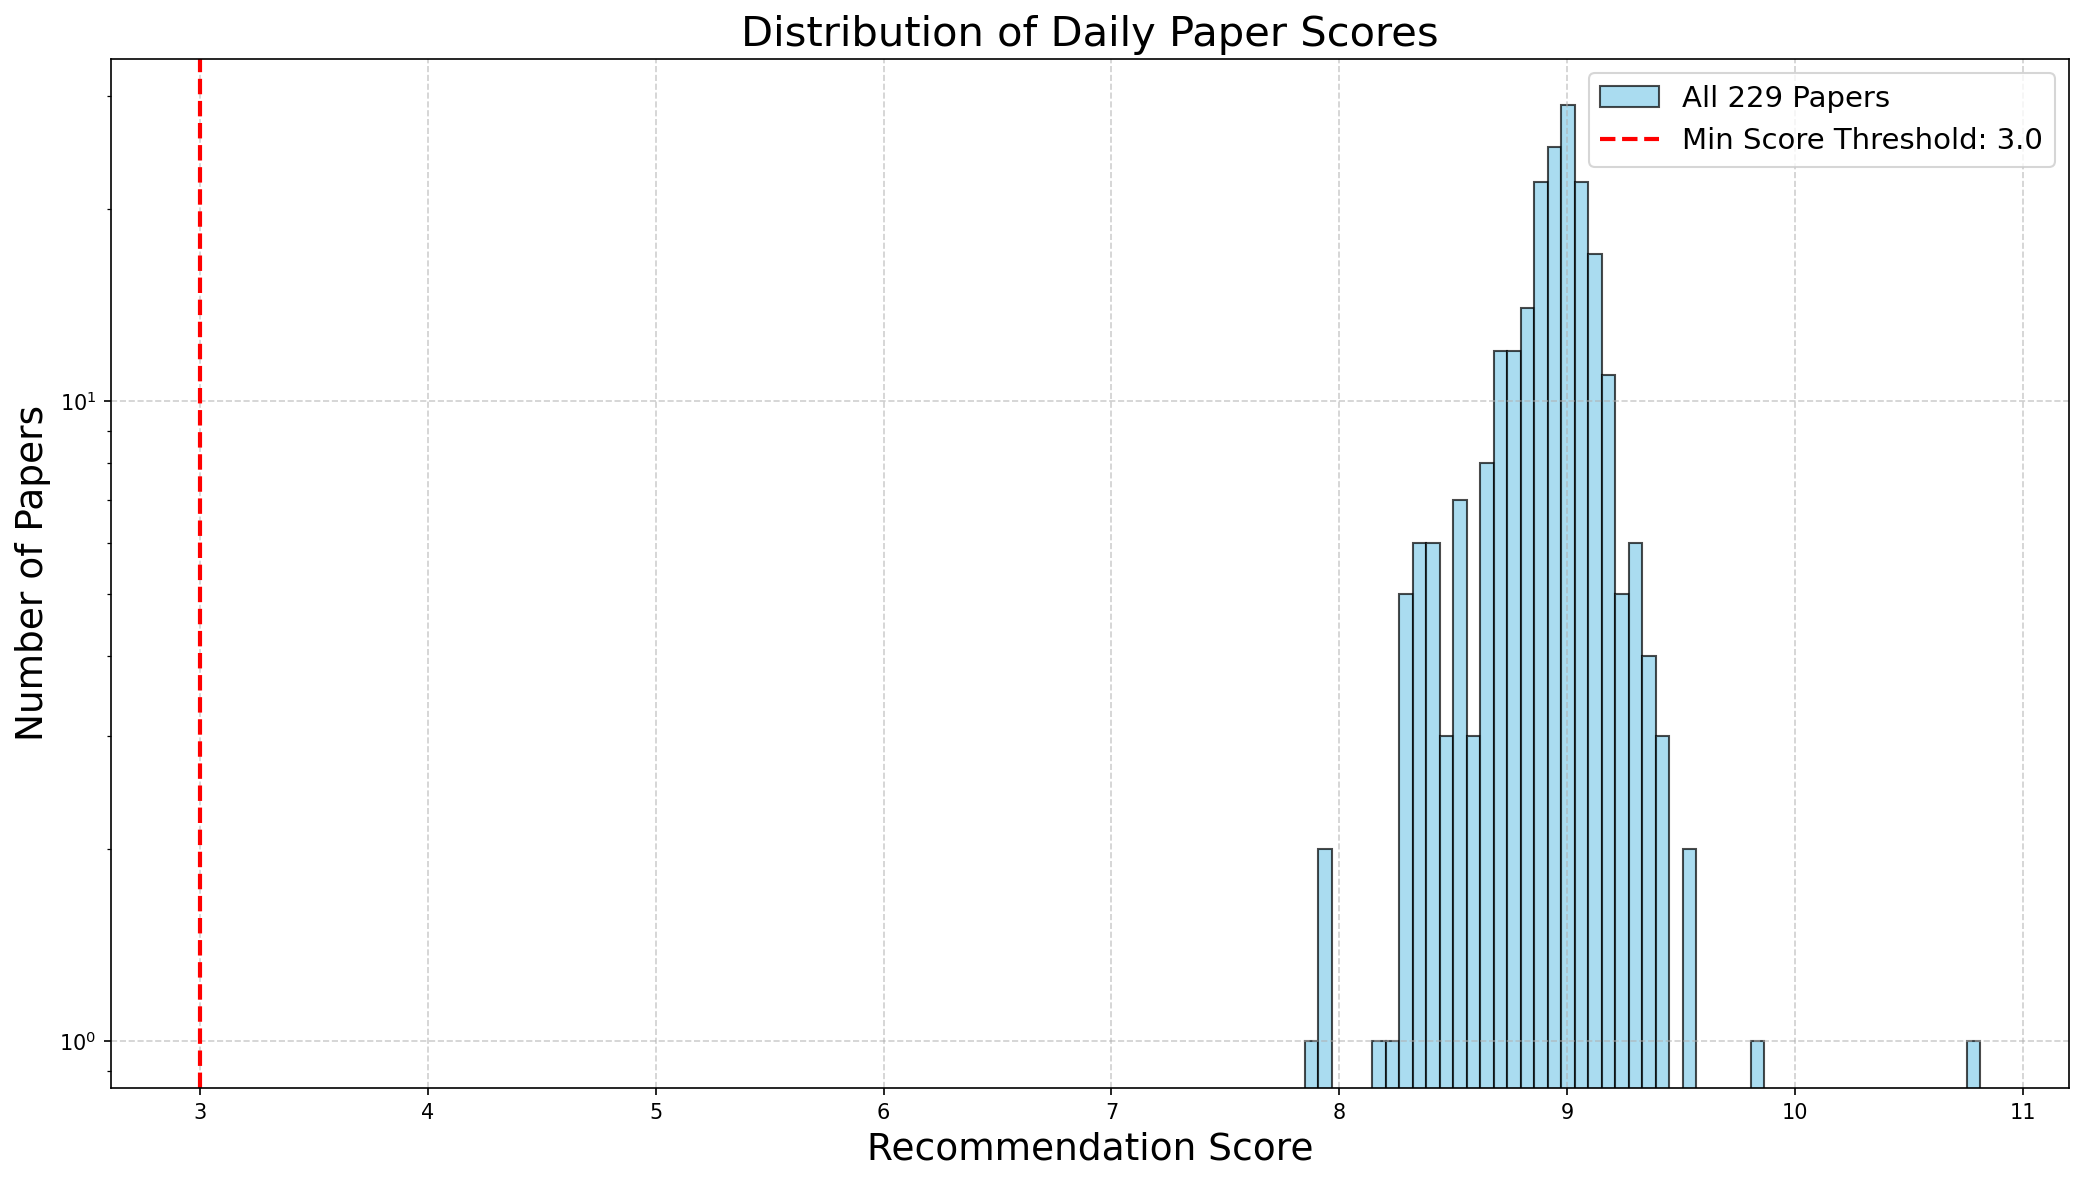 Distribution of Daily Paper Scores
All 229 Papers
Min Score Threshold: 3.0
Number of Papers
10¹
10⁰
3 4 5 6 7 8 9 10 11
Recommendation Score